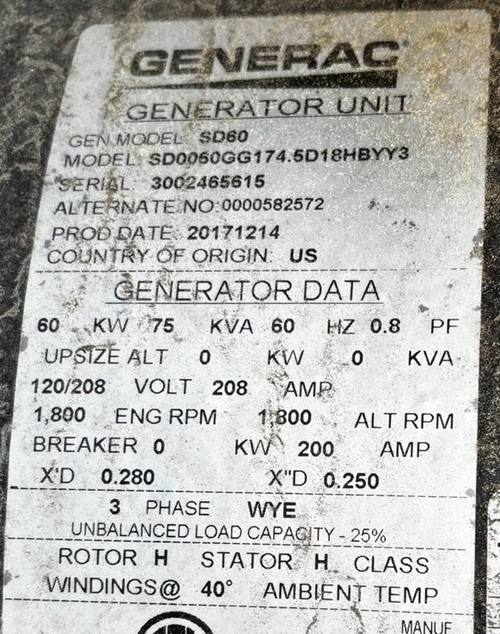 GENERAC
GENERATOR UNIT
GEN MODEL SD60
MODEL: SD0060GG174.5D18HBYY3
SERIAL: 3002465615
ALTERNATE NO: 0000582572
PROD DATE: 20171214
COUNTRY OF ORIGIN: US
GENERATOR DATA
60 KW 75 KVA 60 HZ 0.8 PF
UPSIZE ALT 0 KW 0 KVA
120/208 VOLT 208 AMP
1,800 ENG RPM 1,800 ALT RPM
BREAKER 0 KW 200 AMP
X'D 0.280 X"D 0.250
3 PHASE WYE
UNBALANCED LOAD CAPACITY - 25%
ROTOR H STATOR H CLASS
WINDINGS@ 40° AMBIENT TEMP
MANUF